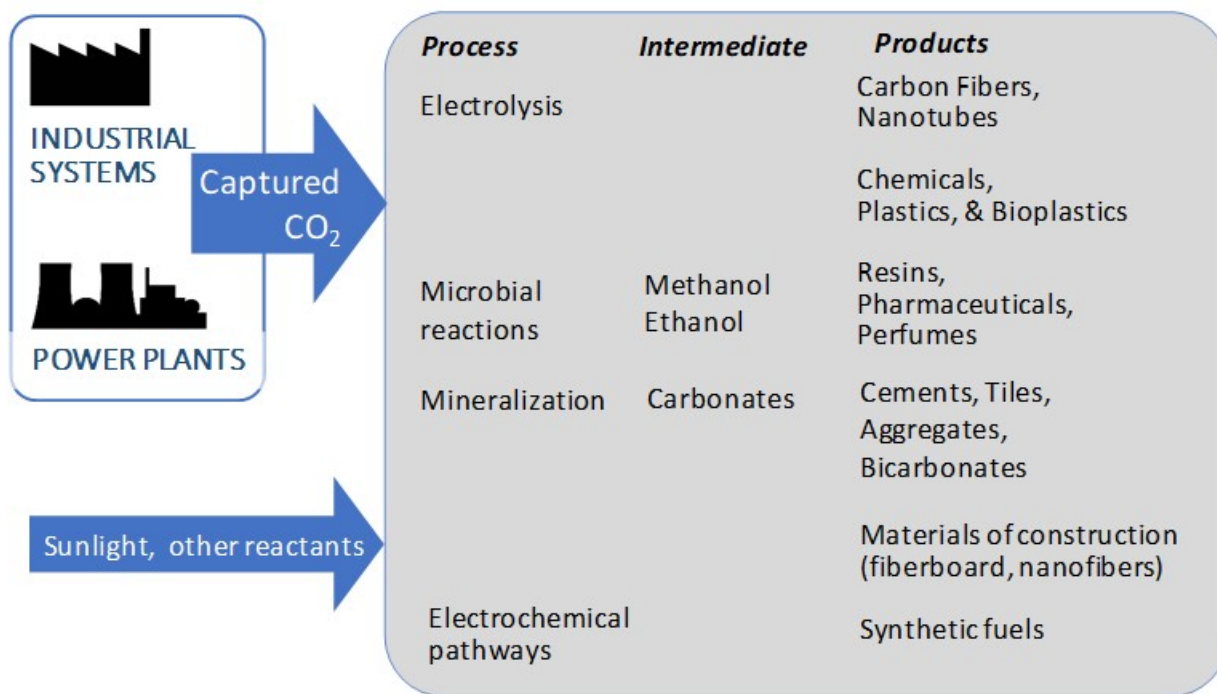 INDUSTRIAL
SYSTEMS
POWER PLANTS
Captured
CO₂
Sunlight, other reactants
Process Intermediate Products
Electrolysis Carbon Fibers,
Nanotubes
Chemicals,
Plastics, & Bioplastics
Microbial
reactions
Methanol
Ethanol
Resins,
Pharmaceuticals,
Perfumes
Mineralization Carbonates Cements, Tiles,
Aggregates,
Bicarbonates
Materials of construction
(fiberboard, nanofibers)
Electrochemical
pathways
Synthetic fuels